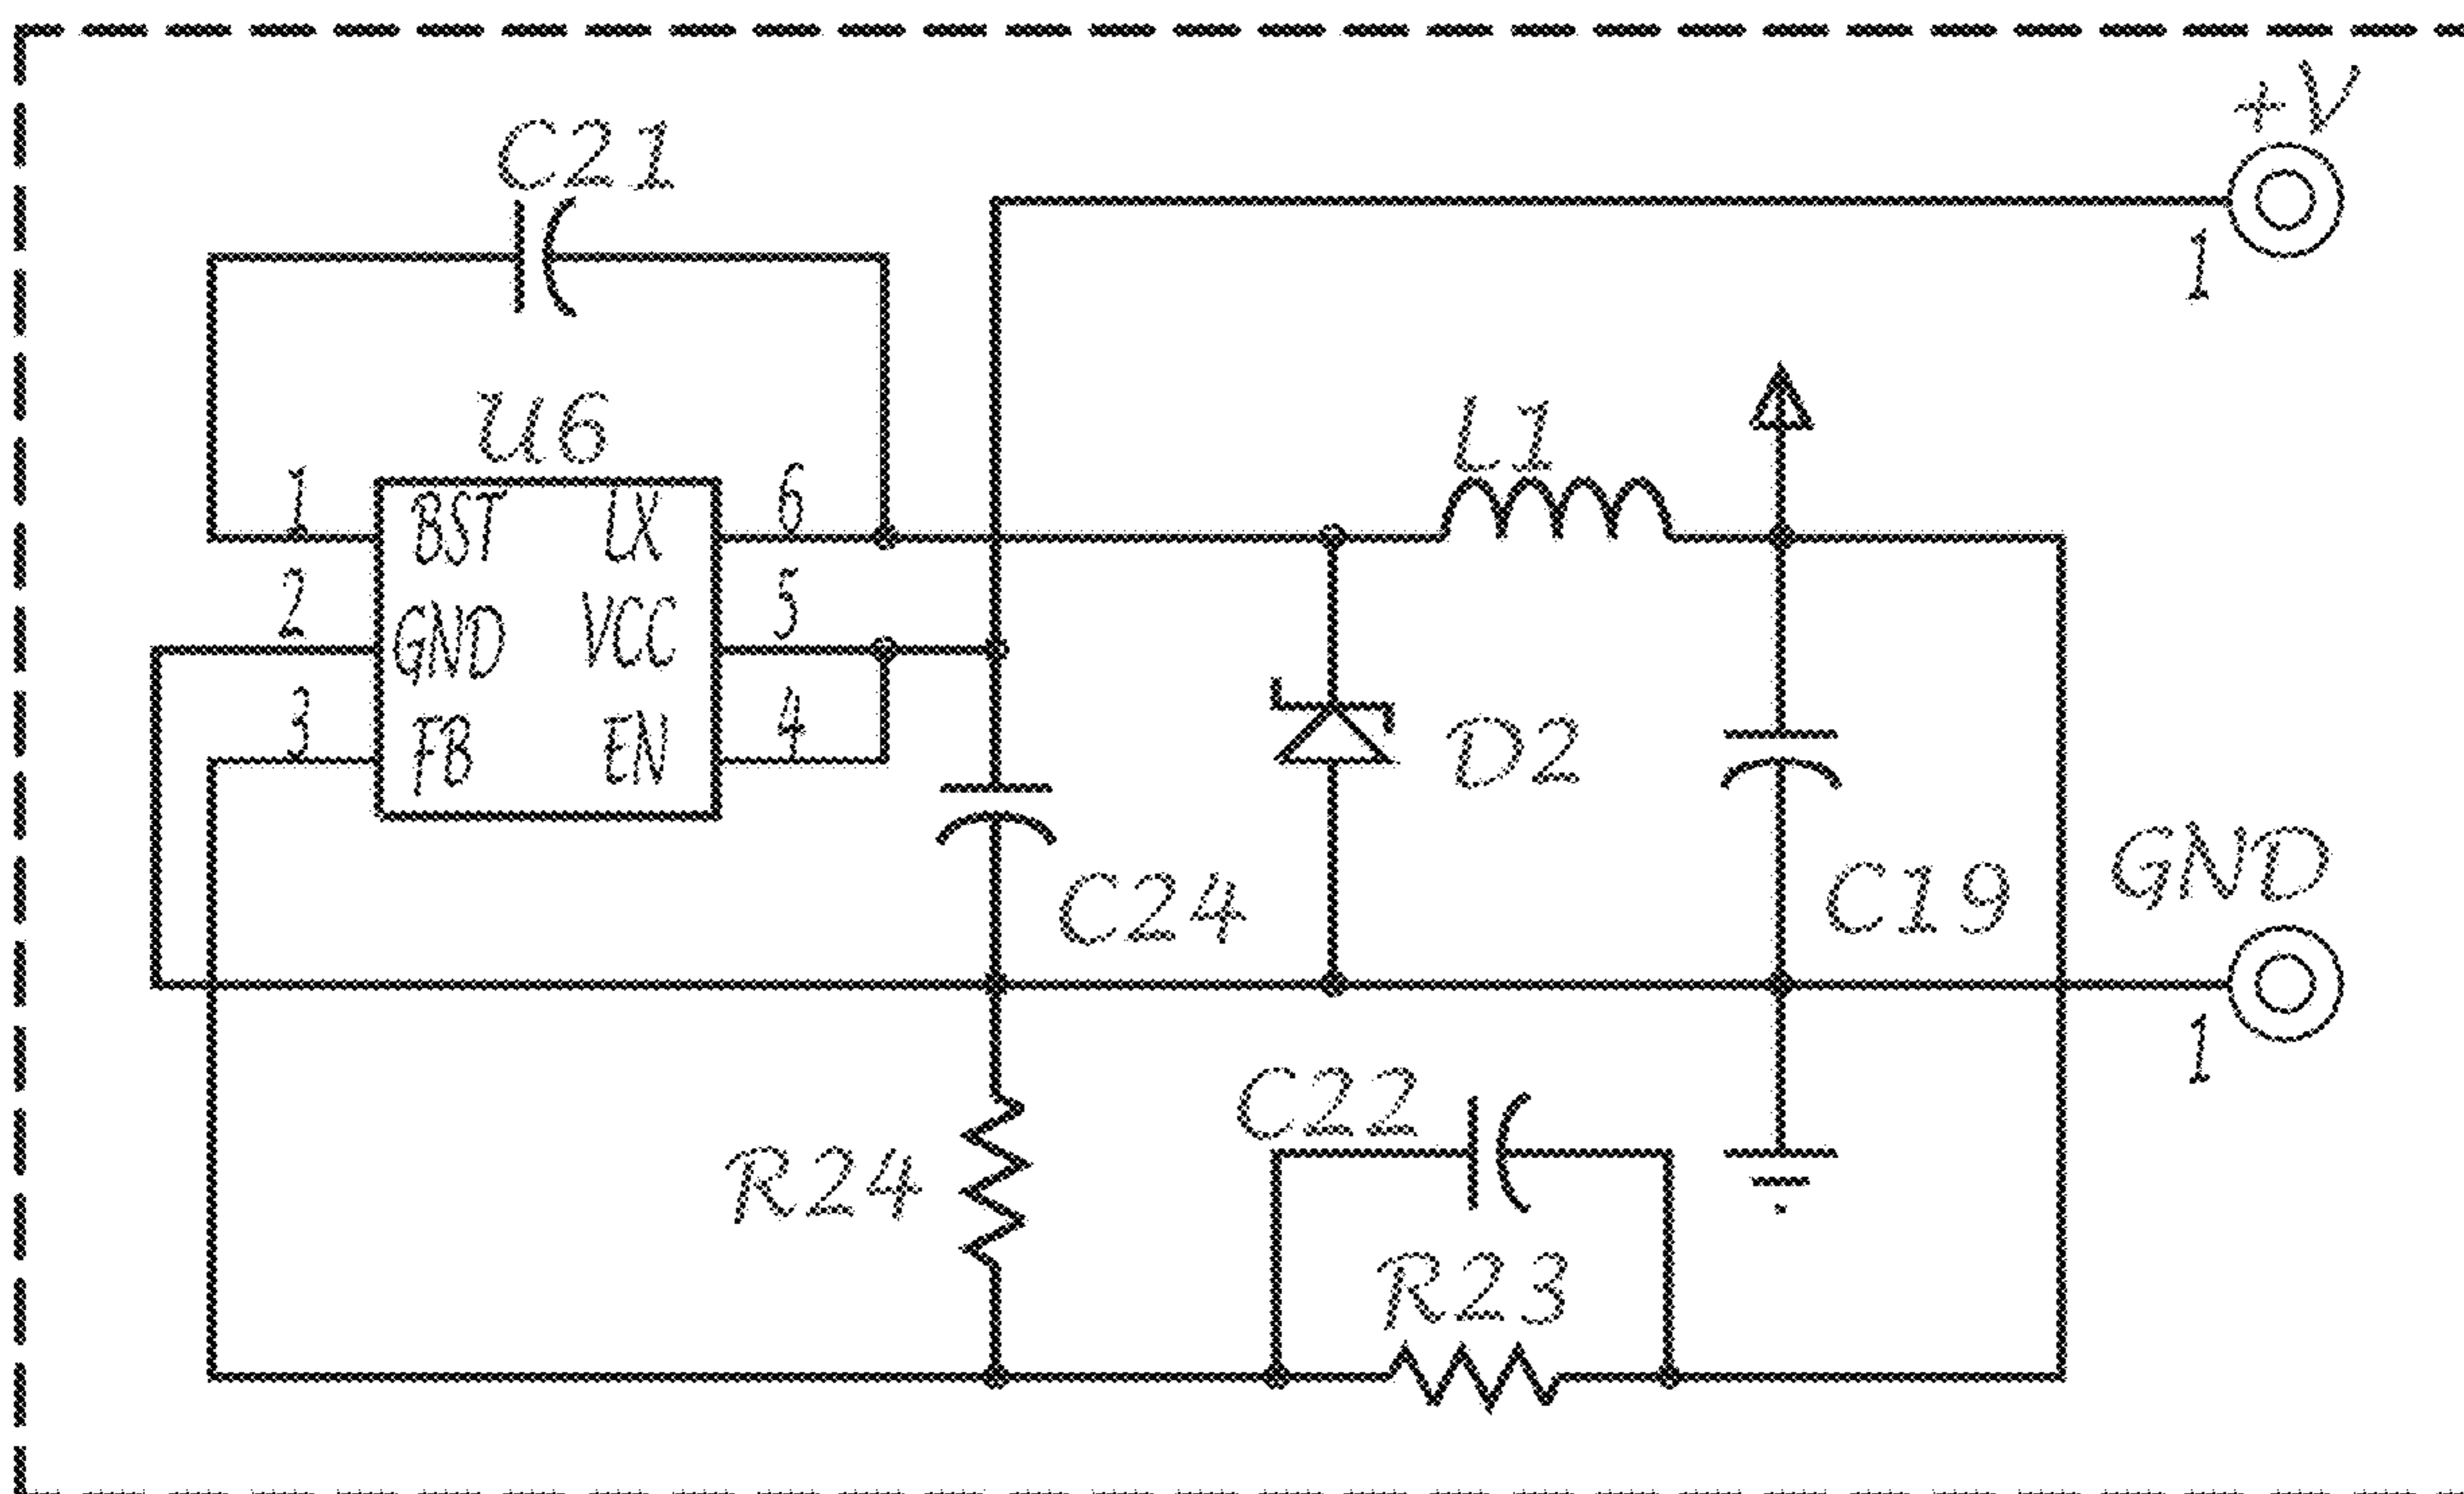 +V
C21
1
U6
L1
1 BST LX 6
2 GND VCC 5
3 FB EN 4
D2
C24
C19
GND
1
C22
R24
R23